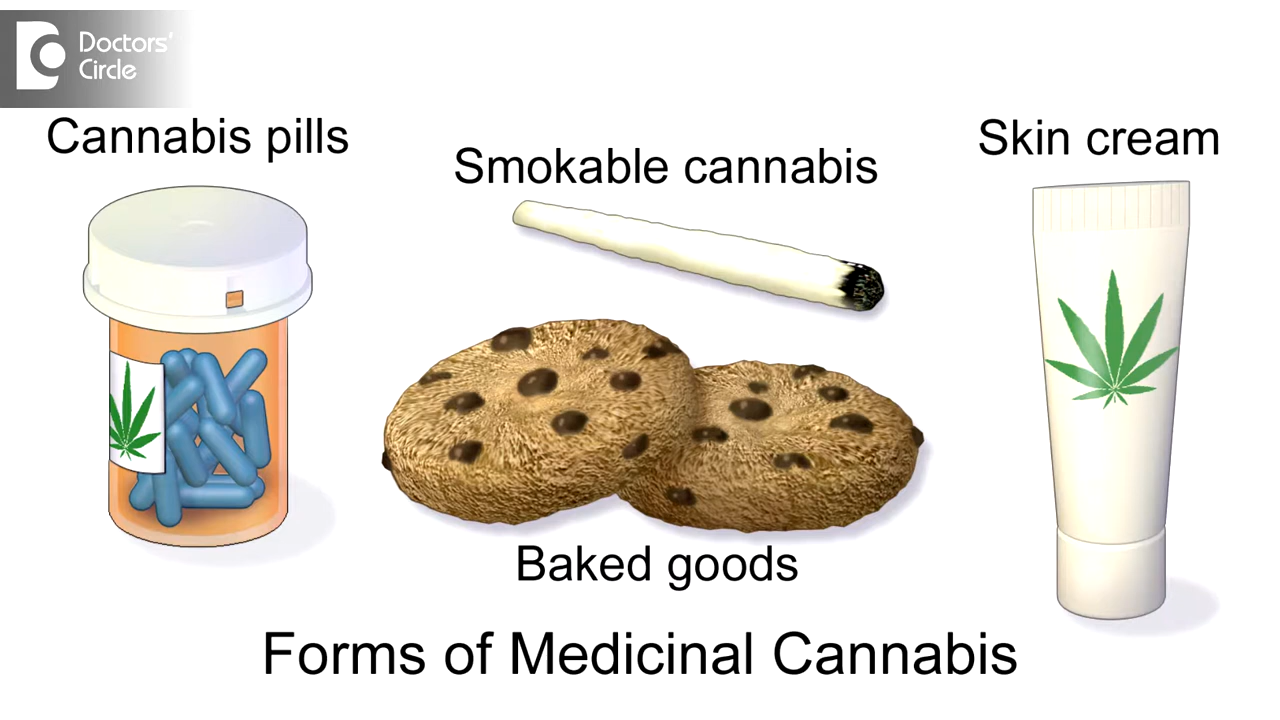 Doctors'
Circle
Cannabis pills
Smokable cannabis
Skin cream
Baked goods
Forms of Medicinal Cannabis